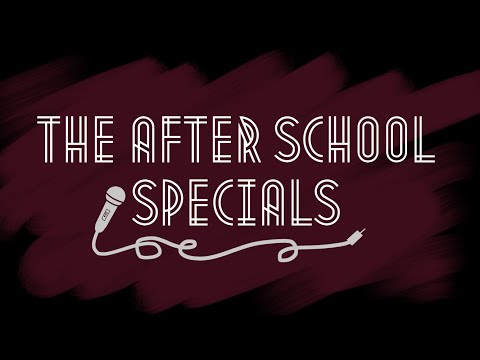 THE AFTER SCHOOL
SPECIALS